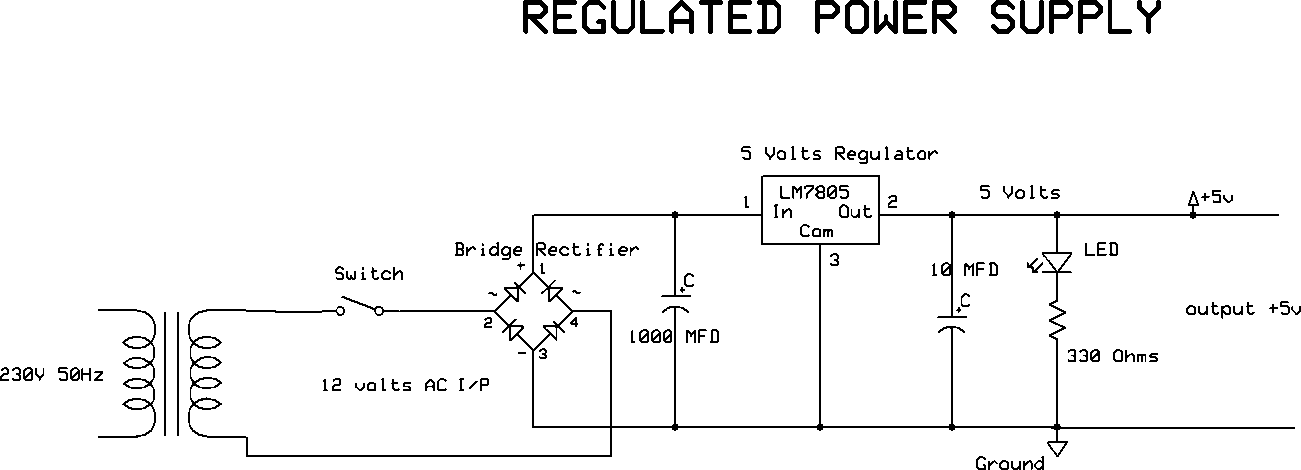 REGULATED POWER SUPPLY
5 Volts Regulator
LM7805
In Out
Com
1
2
3
5 Volts
+5v
Bridge Rectifier
+ 1
~ ~
2
4
- 3
Switch
C
+
1000 MFD
10 MFD
C
+
LED
output +5v
330 Ohms
230V 50Hz
12 volts AC I/P
Ground